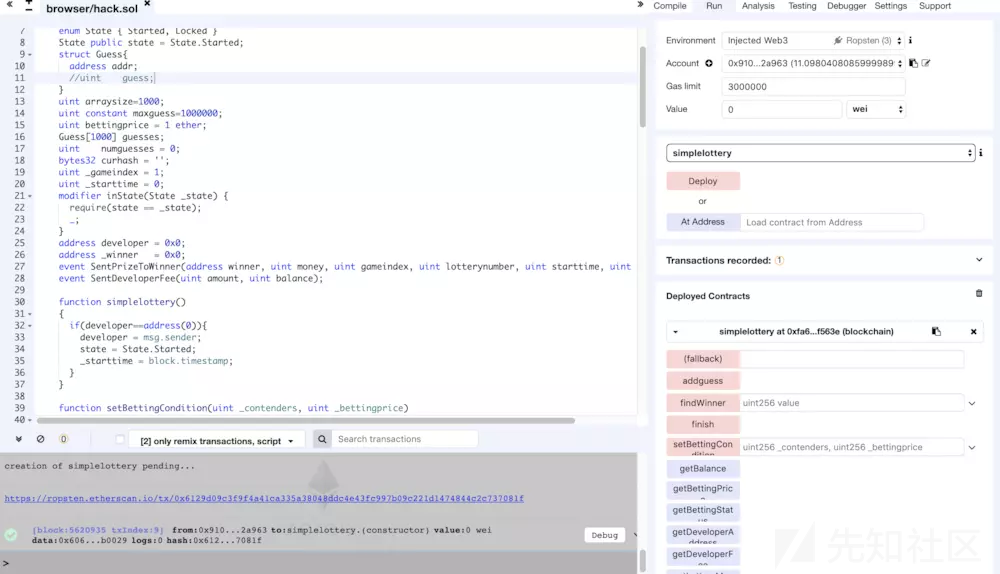 browser/hack.sol
Compile Run Analysis Testing Debugger Settings Support
7 enum State { Started, Locked }
8 State public state = State.Started;
9 struct Guess{
10 address addr;
11 //uint    guess;
12 }
13 uint arraysize=1000;
14 uint constant maxguess=1000000;
15 uint bettingprice = 1 ether;
16 Guess[1000] guesses;
17 uint    numguesses = 0;
18 bytes32 curhash = '';
19 uint _gameindex = 1;
20 uint _starttime = 0;
21 modifier inState(State _state) {
22 require(state == _state);
23 _;
24 }
25 address developer = 0x0;
26 address _winner   = 0x0;
27 event SentPrizeToWinner(address winner, uint money, uint gameindex, uint lotterynumber, uint starttime, uint
28 event SentDeveloperFee(uint amount, uint balance);
29
30 function simplelottery()
31 {
32 if(developer==address(0)){
33 developer = msg.sender;
34 state = State.Started;
35 _starttime = block.timestamp;
36 }
37 }
38
39 function setBettingCondition(uint _contenders, uint _bettingprice)
40
0
[2] only remix transactions, script
Search transactions
creation of simplelottery pending...
https://ropsten.etherscan.io/tx/0x6129d09c3f9f4a41ca335a38048ddc4e43fc997b09c221d1474844c2c737081f
[block:5620935 txIndex:9] from:0x910...2a963 to:simplelottery.(constructor) value:0 wei
data:0x606...b0029 logs:0 hash:0x612...7081f
Debug
>
Environment Injected Web3 Ropsten (3)
Account 0x910...2a963 (11.0980408085999989
Gas limit 3000000
Value 0 wei
simplelottery
Deploy
or
At Address Load contract from Address
Transactions recorded: 1
Deployed Contracts
simplelottery at 0xfa6...f563e (blockchain)
(fallback)
addguess
findWinner uint256 value
finish
setBettingCondition uint256 _contenders, uint256 _bettingprice
getBalance
getBettingPrice
getBettingStatus
getDeveloperAddress
getDeveloperFee
先知社区